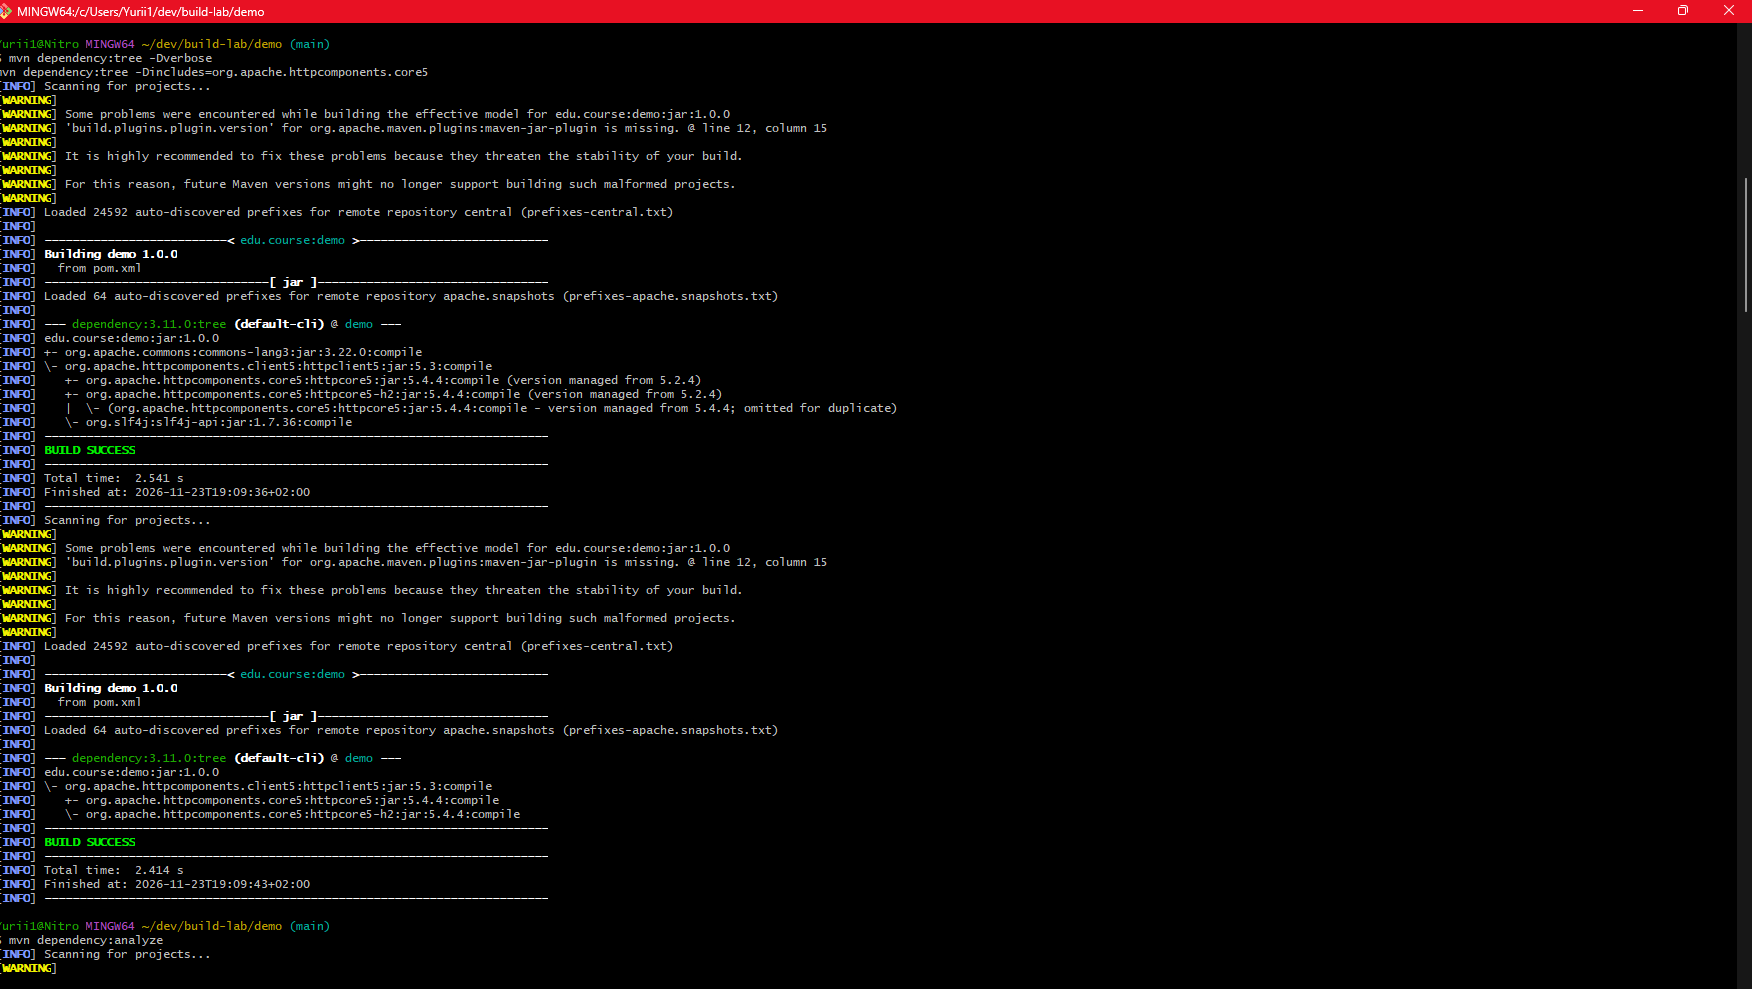 MINGW64:/c/Users/Yurii1/dev/build-lab/demo
Yurii1@Nitro MINGW64 ~/dev/build-lab/demo (main)
$ mvn dependency:tree -Dverbose
mvn dependency:tree -Dincludes=org.apache.httpcomponents.core5
[INFO] Scanning for projects...
[WARNING]
[WARNING] Some problems were encountered while building the effective model for edu.course:demo:jar:1.0.0
[WARNING] 'build.plugins.plugin.version' for org.apache.maven.plugins:maven-jar-plugin is missing. @ line 12, column 15
[WARNING]
[WARNING] It is highly recommended to fix these problems because they threaten the stability of your build.
[WARNING]
[WARNING] For this reason, future Maven versions might no longer support building such malformed projects.
[WARNING]
[INFO] Loaded 24592 auto-discovered prefixes for remote repository central (prefixes-central.txt)
[INFO]
[INFO] --------------------------< edu.course:demo >---------------------------
[INFO] Building demo 1.0.0
[INFO]   from pom.xml
[INFO] --------------------------------[ jar ]---------------------------------
[INFO] Loaded 64 auto-discovered prefixes for remote repository apache.snapshots (prefixes-apache.snapshots.txt)
[INFO]
[INFO] --- dependency:3.11.0:tree (default-cli) @ demo ---
[INFO] edu.course:demo:jar:1.0.0
[INFO] +- org.apache.commons:commons-lang3:jar:3.22.0:compile
[INFO] \- org.apache.httpcomponents.client5:httpclient5:jar:5.3:compile
[INFO]    +- org.apache.httpcomponents.core5:httpcore5:jar:5.4.4:compile (version managed from 5.2.4)
[INFO]    +- org.apache.httpcomponents.core5:httpcore5-h2:jar:5.4.4:compile (version managed from 5.2.4)
[INFO]    |  \- (org.apache.httpcomponents.core5:httpcore5:jar:5.4.4:compile - version managed from 5.4.4; omitted for duplicate)
[INFO]    \- org.slf4j:slf4j-api:jar:1.7.36:compile
[INFO] ------------------------------------------------------------------------
[INFO] BUILD SUCCESS
[INFO] ------------------------------------------------------------------------
[INFO] Total time:  2.541 s
[INFO] Finished at: 2026-11-23T19:09:36+02:00
[INFO] ------------------------------------------------------------------------
[INFO] Scanning for projects...
[WARNING]
[WARNING] Some problems were encountered while building the effective model for edu.course:demo:jar:1.0.0
[WARNING] 'build.plugins.plugin.version' for org.apache.maven.plugins:maven-jar-plugin is missing. @ line 12, column 15
[WARNING]
[WARNING] It is highly recommended to fix these problems because they threaten the stability of your build.
[WARNING]
[WARNING] For this reason, future Maven versions might no longer support building such malformed projects.
[WARNING]
[INFO] Loaded 24592 auto-discovered prefixes for remote repository central (prefixes-central.txt)
[INFO]
[INFO] --------------------------< edu.course:demo >---------------------------
[INFO] Building demo 1.0.0
[INFO]   from pom.xml
[INFO] --------------------------------[ jar ]---------------------------------
[INFO] Loaded 64 auto-discovered prefixes for remote repository apache.snapshots (prefixes-apache.snapshots.txt)
[INFO]
[INFO] --- dependency:3.11.0:tree (default-cli) @ demo ---
[INFO] edu.course:demo:jar:1.0.0
[INFO] \- org.apache.httpcomponents.client5:httpclient5:jar:5.3:compile
[INFO]    +- org.apache.httpcomponents.core5:httpcore5:jar:5.4.4:compile
[INFO]    \- org.apache.httpcomponents.core5:httpcore5-h2:jar:5.4.4:compile
[INFO] ------------------------------------------------------------------------
[INFO] BUILD SUCCESS
[INFO] ------------------------------------------------------------------------
[INFO] Total time:  2.414 s
[INFO] Finished at: 2026-11-23T19:09:43+02:00
[INFO] ------------------------------------------------------------------------
Yurii1@Nitro MINGW64 ~/dev/build-lab/demo (main)
$ mvn dependency:analyze
[INFO] Scanning for projects...
[WARNING]